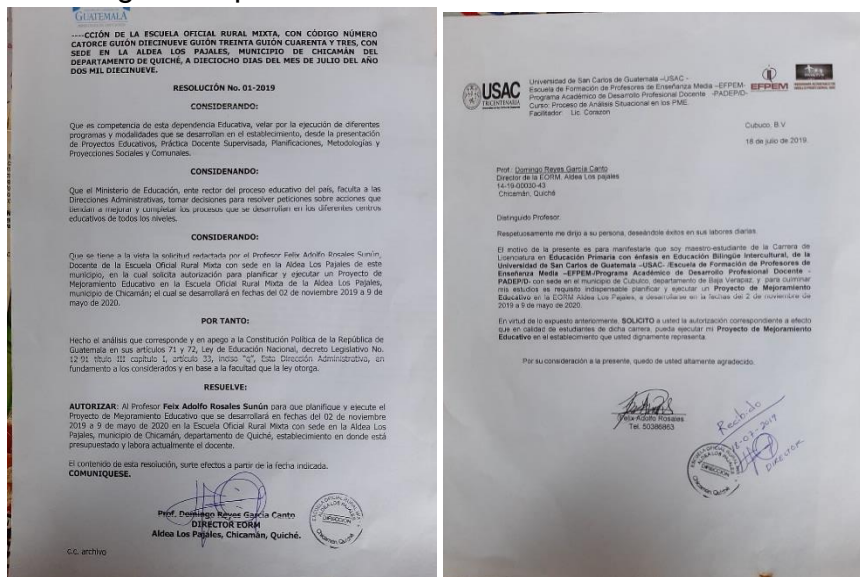 GUATEMALA
----CCIÓN DE LA ESCUELA OFICIAL RURAL MIXTA, CON CÓDIGO NÚMERO
CATORCE GUIÓN DIECINUEVE GUIÓN TREINTA GUIÓN CUARENTA Y TRES, CON
SEDE EN LA ALDEA LOS PAJALES, MUNICIPIO DE CHICAMÁN DEL
DEPARTAMENTO DE QUICHÉ, A DIECIOCHO DIAS DEL MES DE JULIO DEL AÑO
DOS MIL DIECINUEVE.
RESOLUCIÓN No. 01-2019
CONSIDERANDO:
Que es competencia de esta dependencia Educativa, velar por la ejecución de diferentes
programas y modalidades que se desarrollan en el establecimiento, desde la presentación
de Proyectos Educativos, Práctica Docente Supervisada, Planificaciones, Metodologías y
Proyecciones Sociales y Comunales.
CONSIDERANDO:
Que el Ministerio de Educación, ente rector del proceso educativo del país, faculta a las
Direcciones Administrativas, tomar decisiones para resolver peticiones sobre acciones que
tiendan a mejorar y completar los procesos que se desarrollan en los diferentes centros
educativos de todos los niveles.
CONSIDERANDO:
Que se tiene a la vista la solicitud redactada por el Profesor Felix Adolfo Rosales Sunún,
Docente de la Escuela Oficial Rural Mixta con sede en la Aldea Los Pajales de este
municipio, en la cual solicita autorización para planificar y ejecutar un Proyecto de
Mejoramiento Educativo en la Escuela Oficial Rural Mixta de la Aldea Los Pajales,
municipio de Chicamán; el cual se desarrollará en fechas del 02 de noviembre 2019 a 9 de
mayo de 2020.
POR TANTO:
Hecho el análisis que corresponde y en apego a la Constitución Política de la República de
Guatemala en sus artículos 71 y 72, Ley de Educación Nacional, decreto Legislativo No.
12-91 título III capítulo I, artículo 33, inciso "q", Esta Dirección Administrativa, en
fundamento a los considerados y en base a la facultad que la ley otorga.
RESUELVE:
AUTORIZAR: Al Profesor Feix Adolfo Rosales Sunún para que planifique y ejecute el
Proyecto de Mejoramiento Educativo que se desarrollará en fechas del 02 de noviembre
2019 a 9 de mayo de 2020 en la Escuela Oficial Rural Mixta con sede en la Aldea Los
Pajales, municipio de Chicamán, departamento de Quiché, establecimiento en donde está
presupuestado y labora actualmente el docente.
El contenido de esta resolución, surte efectos a partir de la fecha indicada.
COMUNIQUESE.
Prof. Domingo Reyes García Canto
DIRECTOR EORM
Aldea Los Pajales, Chicamán, Quiché.
c.c. archivo
USAC
TRICENTENARIA
Universidad de San Carlos de Guatemala –USAC -
Escuela de Formación de Profesores de Enseñanza Media –EFPEM-
Programa Académico de Desarrollo Profesional Docente -PADEP/D-
Curso: Proceso de Análisis Situacional en los PME.
Facilitador: Lic. Corazon
EFPEM
Cubuco, B.V.
18 de julio de 2019.
Prof.: Domingo Reyes García Canto
Director de la EORM. Aldea Los pajales
14-19-00030-43
Chicamán, Quiché
Distinguido Profesor:
Respetuosamente me dirijo a su persona, deseándole éxitos en sus labores diarias.
El motivo de la presente es para manifestarle que soy maestro-estudiante de la Carrera de
Licenciatura en Educación Primaria con énfasis en Educación Bilingüe Intercultural, de la
Universidad de San Carlos de Guatemala –USAC- /Escuela de Formación de Profesores de
Enseñanza Media –EFPEM-/Programa Académico de Desarrollo Profesional Docente -
PADEP/D- con sede en el municipio de Cubulco, departamento de Baja Verapaz, y para culminar
mis estudios es requisito indispensable planificar y ejecutar un Proyecto de Mejoramiento
Educativo en la EORM Aldea Los Pajales, a desarrollarse en la fechas del 2 de noviembre de
2019 a 9 de mayo de 2020.
En virtud de lo expuesto anteriormente, SOLICITO a usted la autorización correspondiente a efecto
que en calidad de estudiantes de dicha carrera, pueda ejecutar mi Proyecto de Mejoramiento
Educativo en el establecimiento que usted dignamente representa.
Por su consideración a la presente, quedo de usted altamente agradecido.
Felix Adolfo Rosales
Tel. 50386863
Recibido
18-07-2019
DIRECTOR
DIRECCION